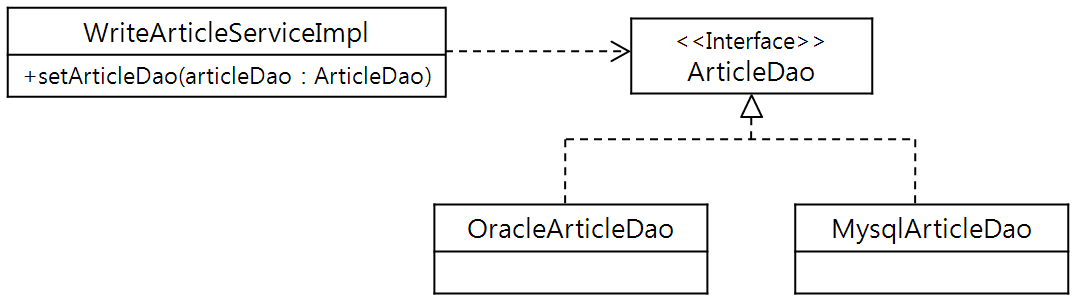 WriteArticleServiceImpl
+setArticleDao(articleDao : ArticleDao)
<<Interface>>
ArticleDao
OracleArticleDao
MysqlArticleDao